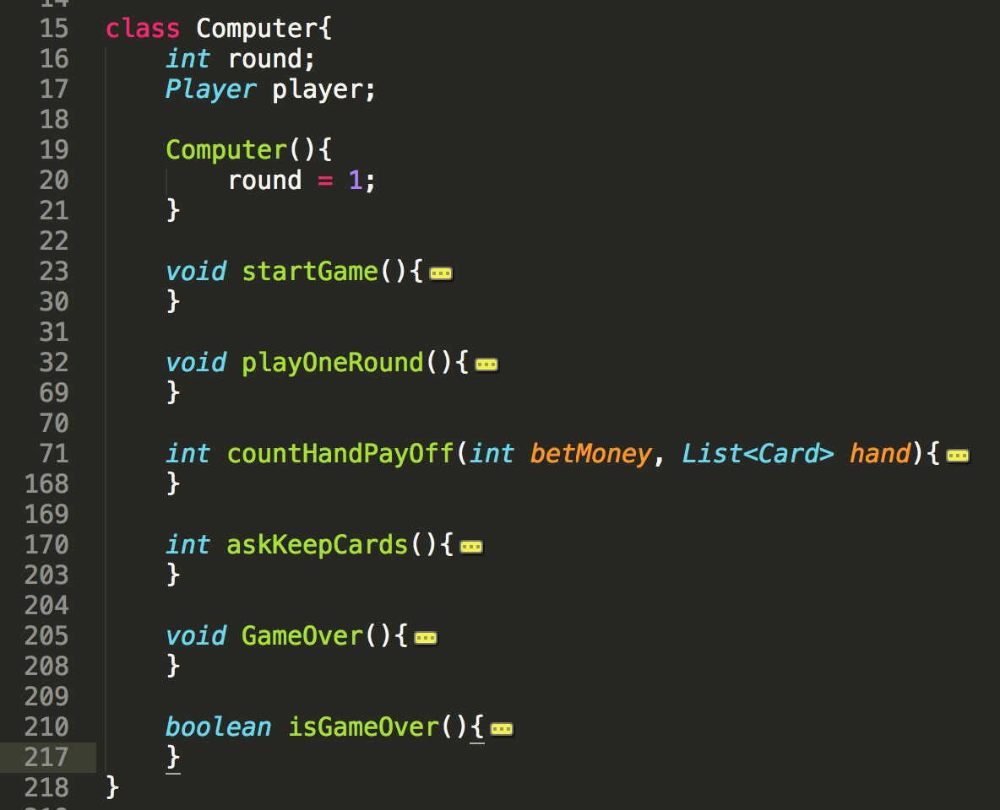 15 class Computer{
16 int round;
17 Player player;
18
19 Computer(){
20 round = 1;
21 }
22
23 void startGame(){
30 }
31
32 void playOneRound(){
69 }
70
71 int countHandPayOff(int betMoney, List<Card> hand){
168 }
169
170 int askKeepCards(){
203 }
204
205 void GameOver(){
208 }
209
210 boolean isGameOver(){
217 }
218 }